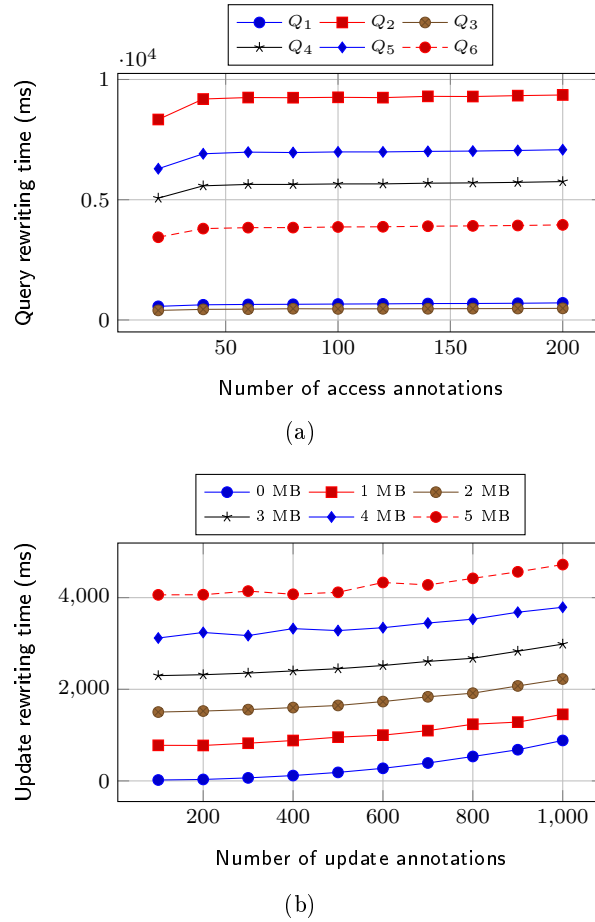 Q₁ Q₂ Q₃
Q₄ Q₅ Q₆
·10⁴
Query rewriting time (ms)
1
0.5
0
50 100 150 200
Number of access annotations
(a)
0 MB 1 MB 2 MB
3 MB 4 MB 5 MB
Update rewriting time (ms)
4,000
2,000
0
200 400 600 800 1,000
Number of update annotations
(b)